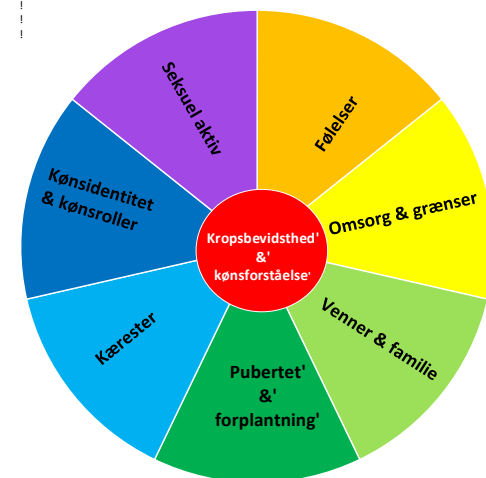 !
!
!
Seksuel aktiv
Følelser
Kønsidentitet
& kønsroller
Omsorg & grænser
Kropsbevidsthed'
&'
kønsforståelse'
Kærester
Venner & familie
Pubertet'
&'
forplantning'